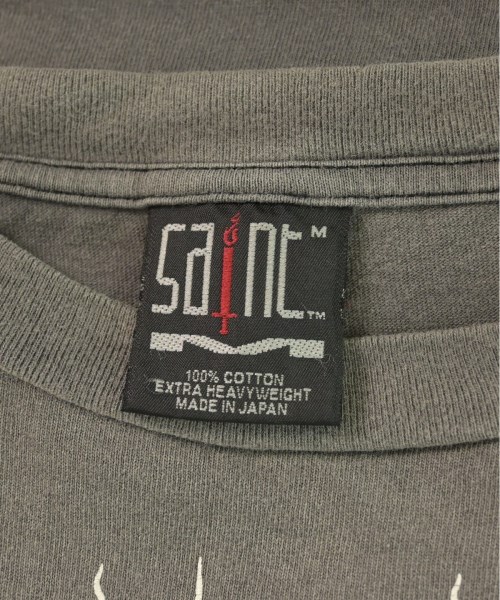 saint M
TM
100% COTTON
EXTRA HEAVYWEIGHT
MADE IN JAPAN